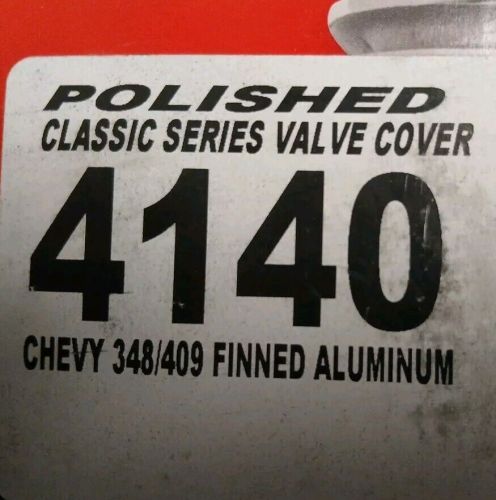 POLISHED
CLASSIC SERIES VALVE COVER
4140
CHEVY 348/409 FINNED ALUMINUM